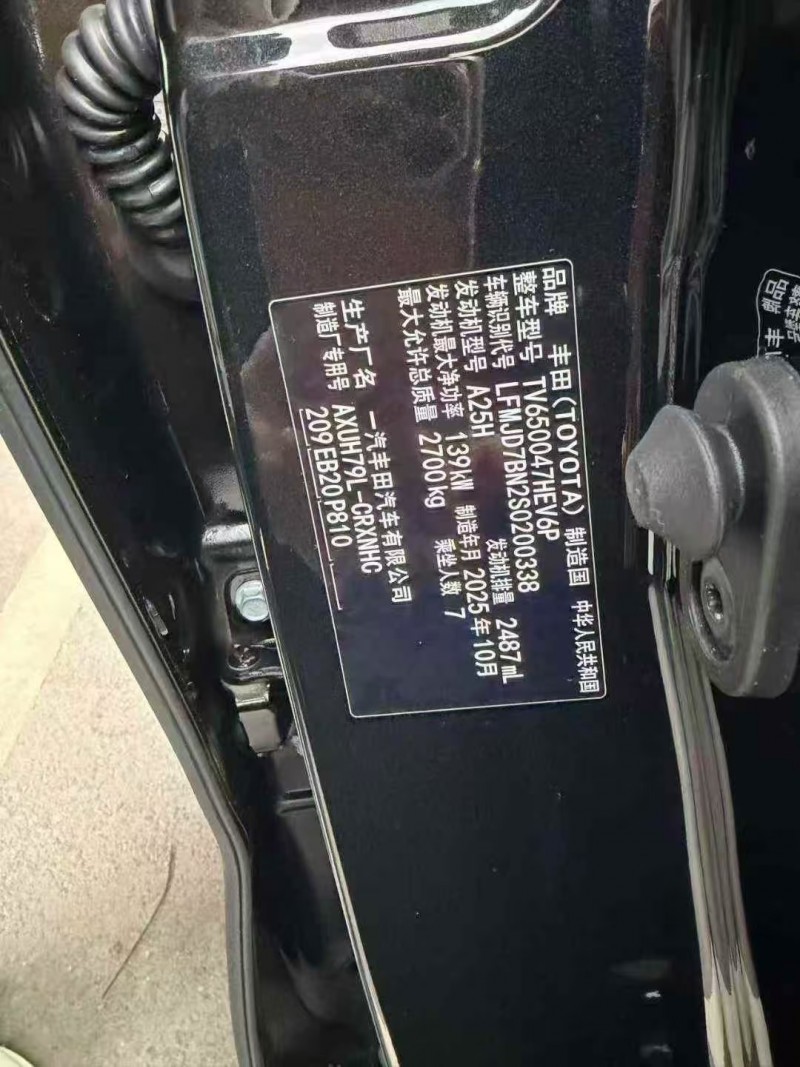 品牌 丰田(TOYOTA) 制造国 中华人民共和国
整车型号 TV650047HEV6P
车辆识别代号 LFMJD7BN2S0200338
发动机型号 A25H 发动机排量 2487mL
发动机最大净功率 139kW 制造年月 2025年10月
最大允许总质量 2700kg 乘坐人数 7
生产厂名 一汽丰田汽车有限公司
制造厂专用号 AXUH79L-CRXNHC
209EB20P810